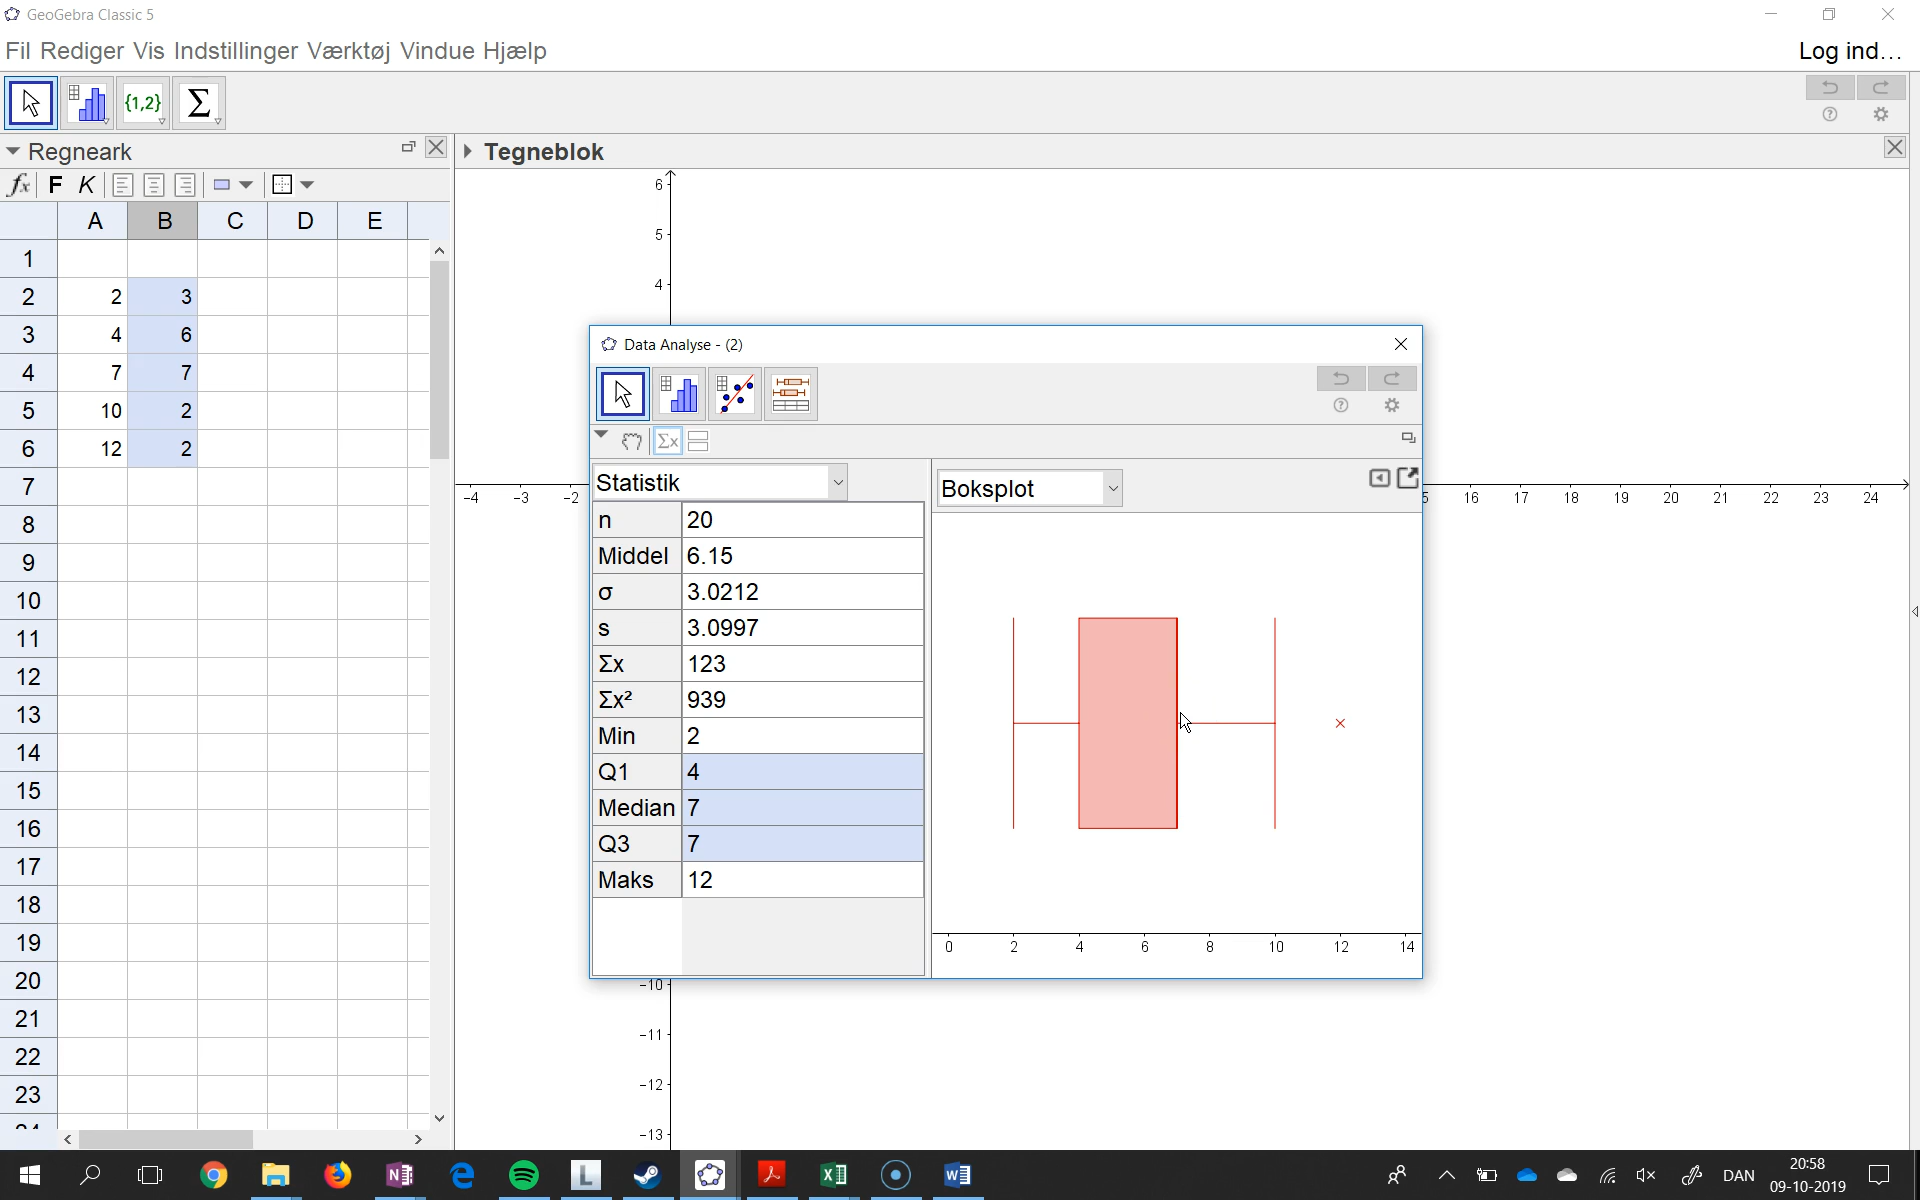 GeoGebra Classic 5
Fil Rediger Vis Indstillinger Værktøj Vindue Hjælp
Log ind...
{1,2} Σ
Regneark
Tegneblok
fx F K
A B C D E
1
2 2 3
3 4 6
4 7 7
5 10 2
6 12 2
7
8
9
10
11
12
13
14
15
16
17
18
19
20
21
22
23
24
6
5
4
-4 -3 -2
16 17 18 19 20 21 22 23 24
-10
-11
-12
-13
Data Analyse - (2)
Σx
Statistik
Boksplot
n 20
Middel 6.15
σ 3.0212
s 3.0997
Σx 123
Σx² 939
Min 2
Q1 4
Median 7
Q3 7
Maks 12
0 2 4 6 8 10 12 14
DAN
20:58
09-10-2019